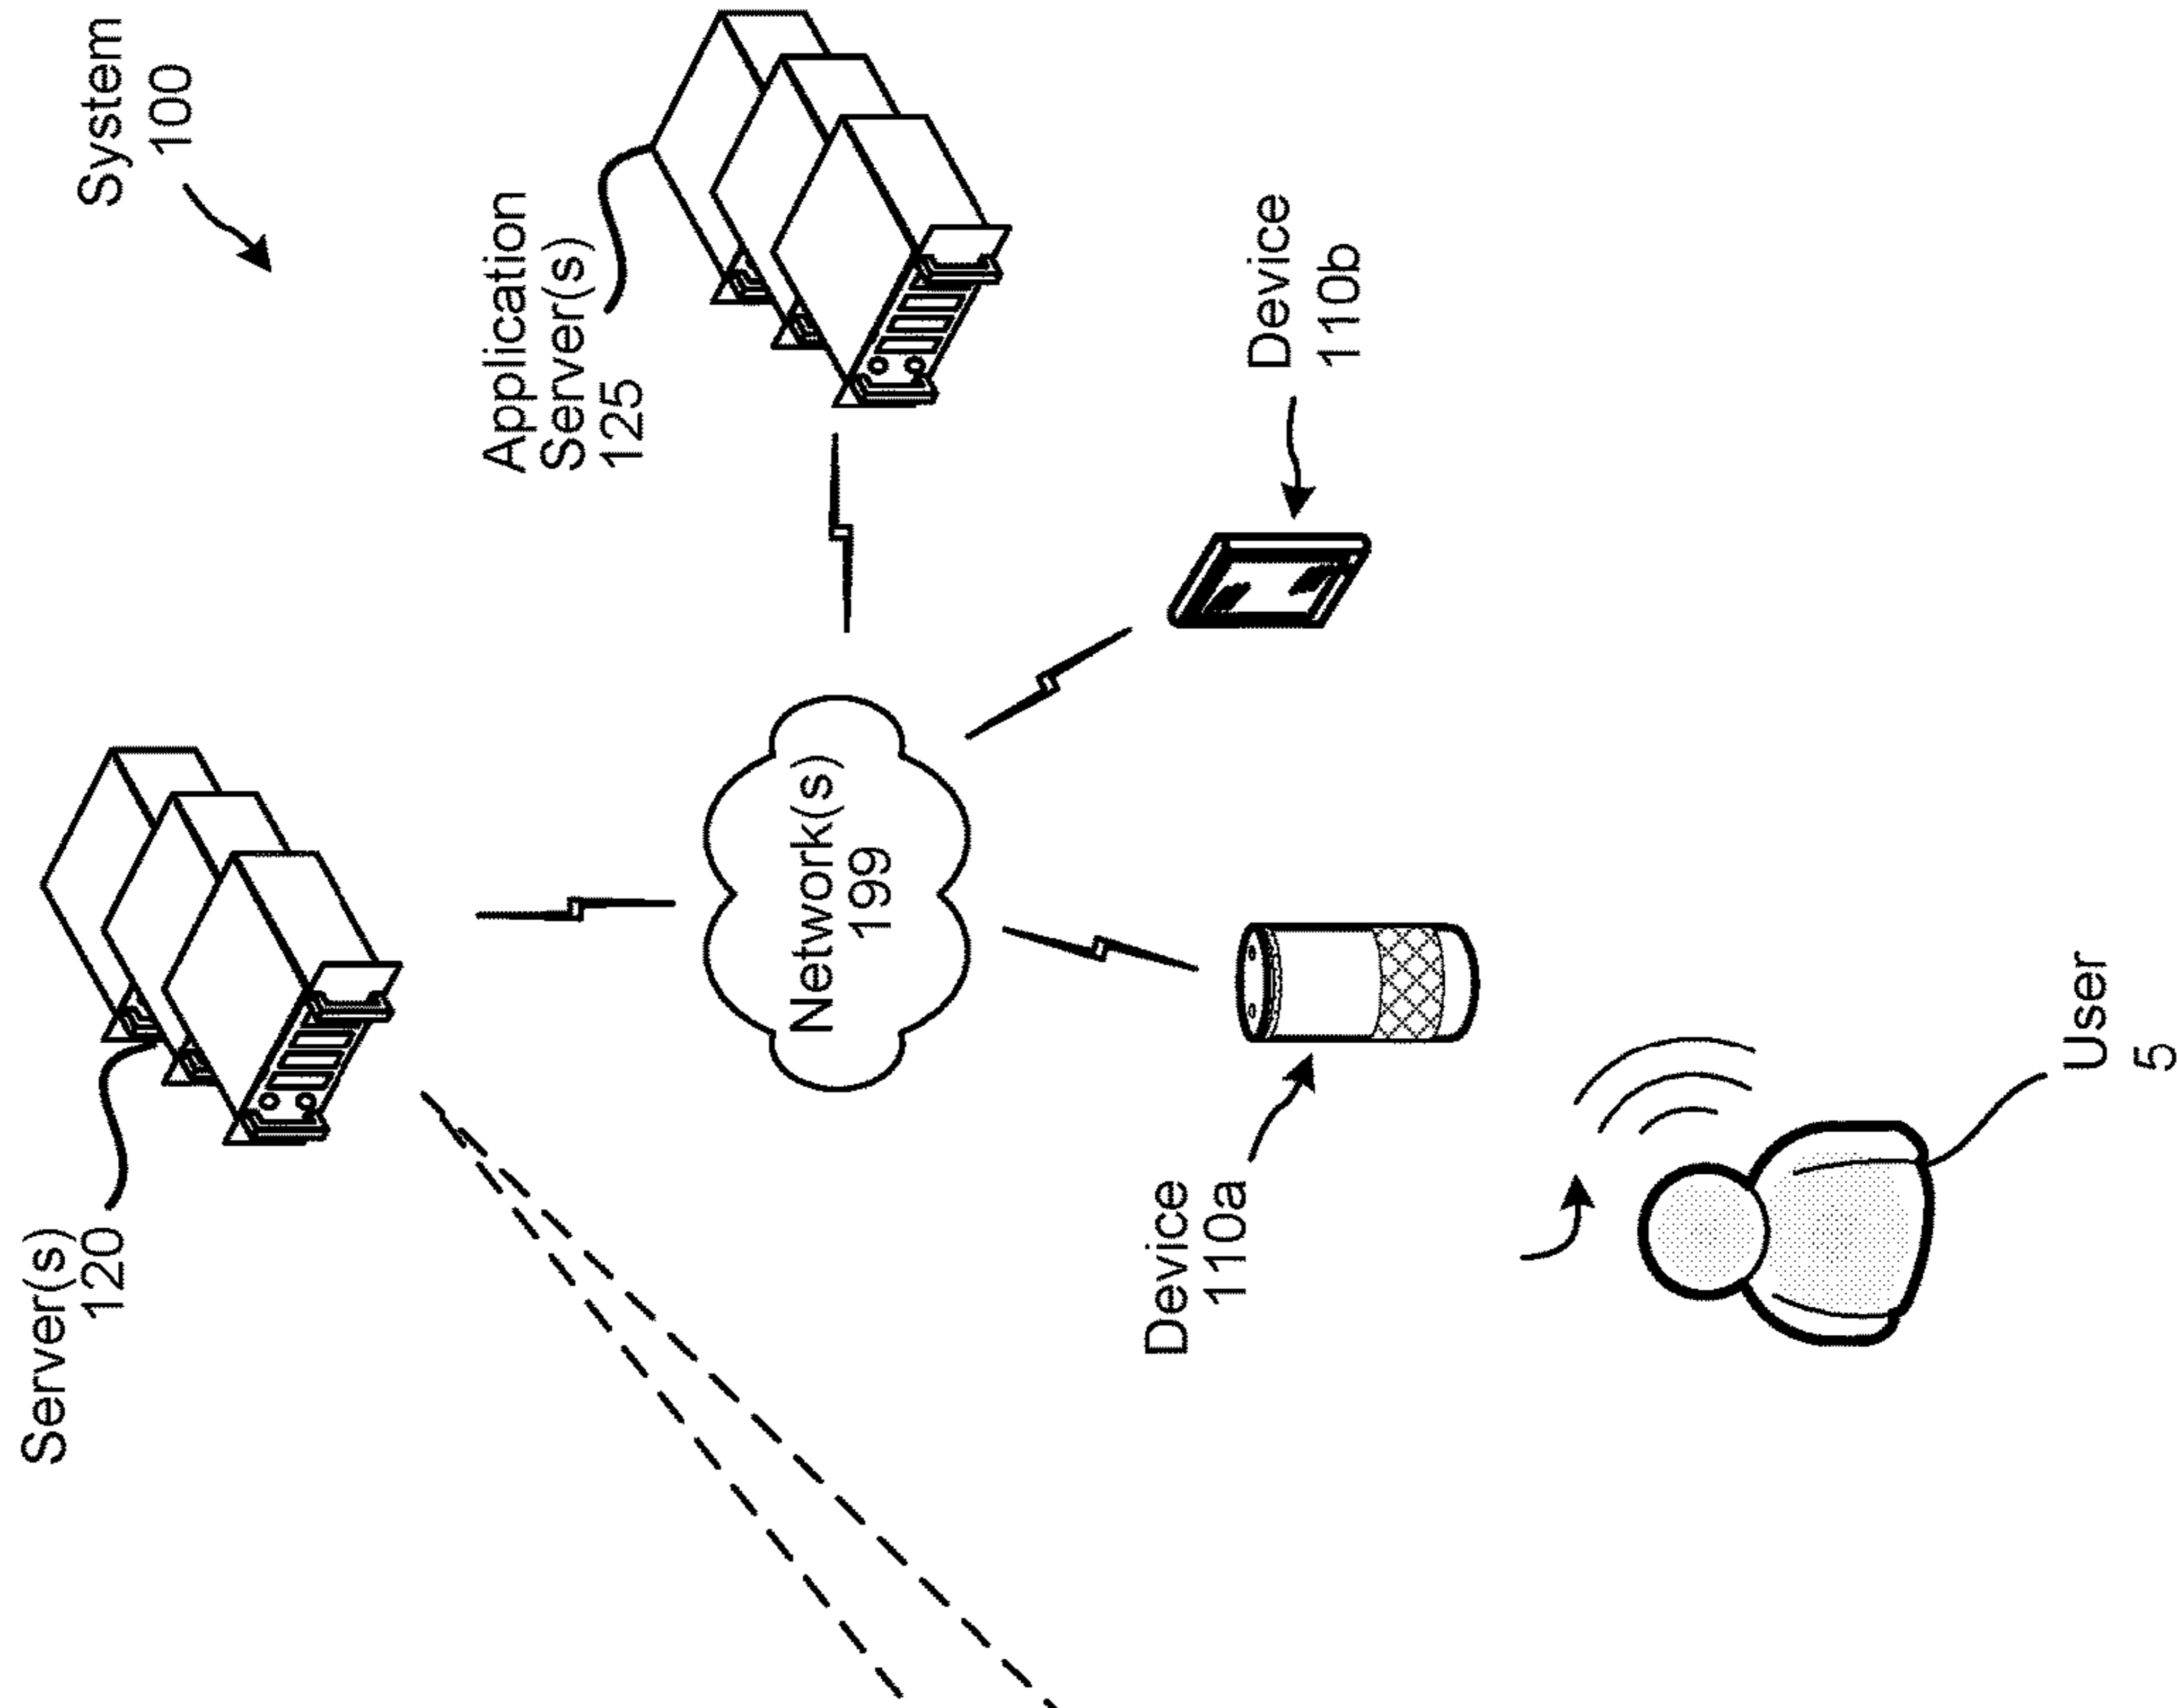 System
100
Server(s)
120
Application
Server(s)
125
Network(s)
199
Device
110a
Device
110b
User
5